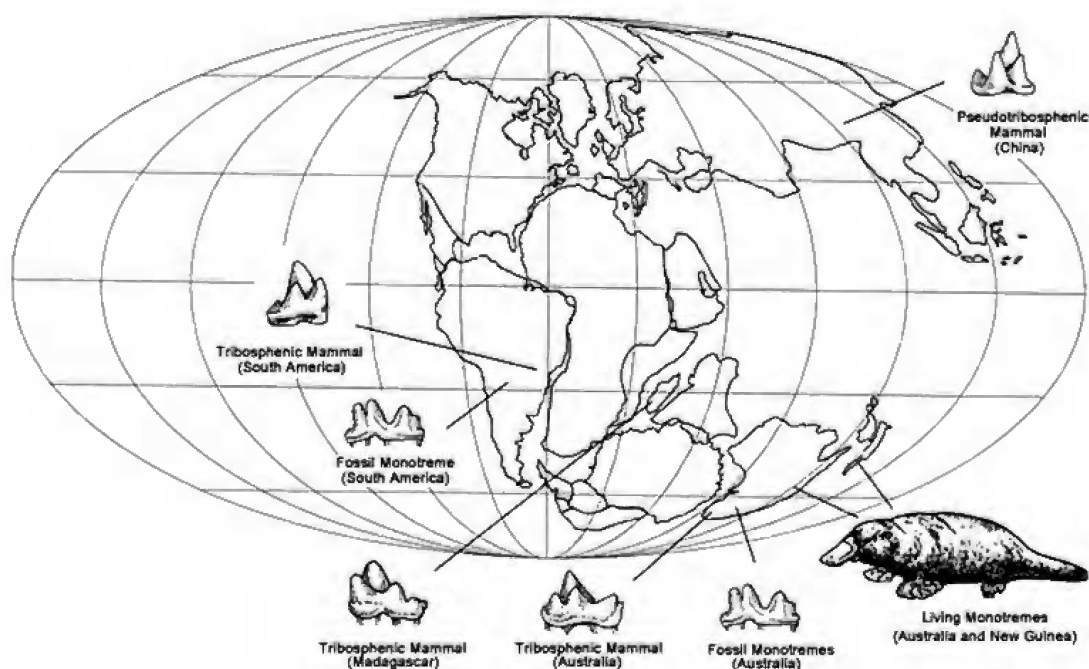 Pseudotribosphenic
Mammal
(China)
Tribosphenic Mammal
(South America)
Fossil Monotreme
(South America)
Tribosphenic Mammal
(Madagascar)
Tribosphenic Mammal
(Australia)
Fossil Monotremes
(Australia)
Living Monotremes
(Australia and New Guinea)